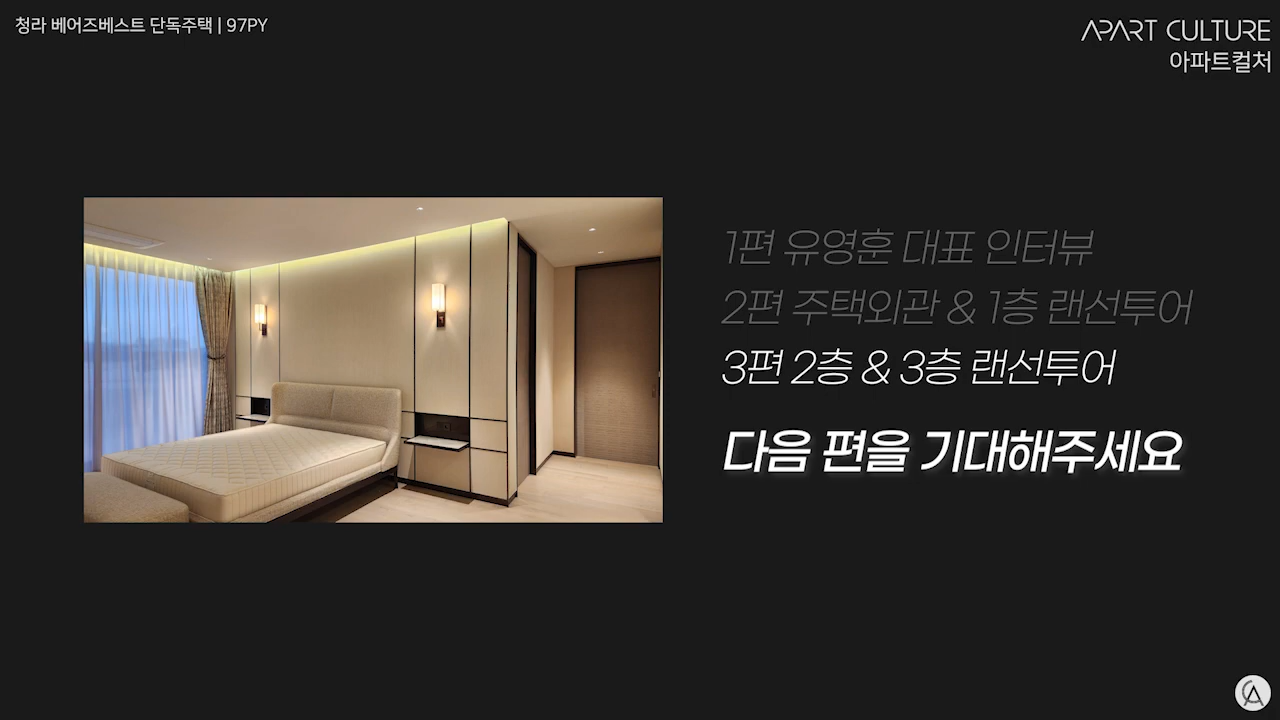 청라 베어즈베스트 단독주택 | 97PY
APART CULTURE
아파트컬처
1편 유영훈 대표 인터뷰
2편 주택외관 & 1층 랜선투어
3편 2층 & 3층 랜선투어
다음 편을 기대해주세요